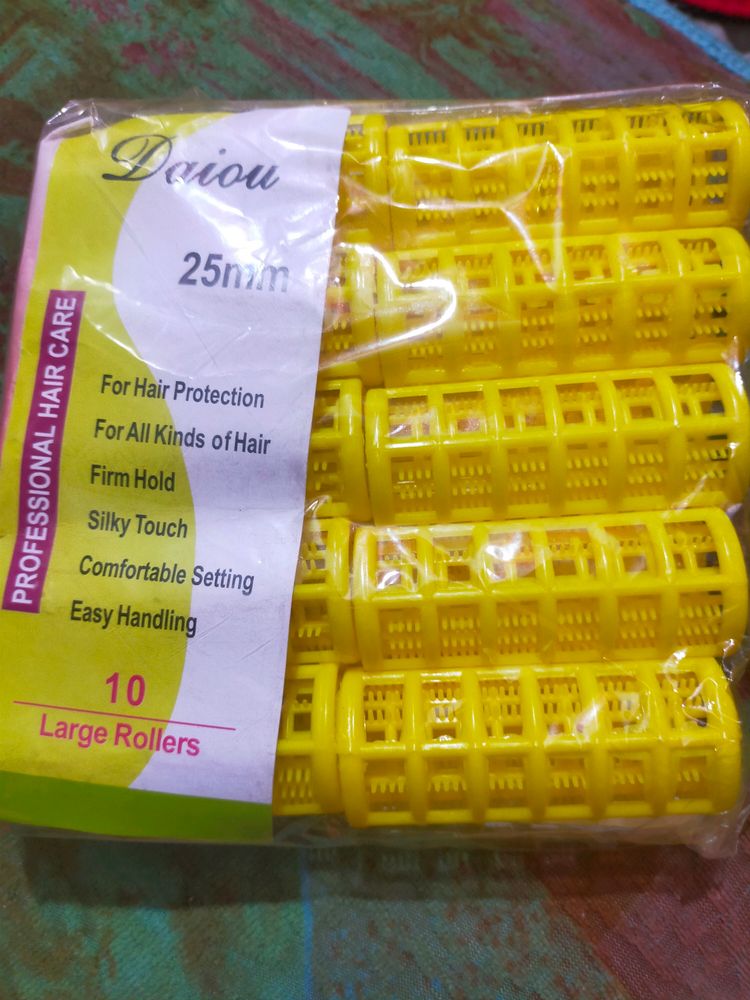 Daiou
25mm
PROFESSIONAL HAIR CARE
For Hair Protection
For All Kinds of Hair
Firm Hold
Silky Touch
Comfortable Setting
Easy Handling
10
Large Rollers